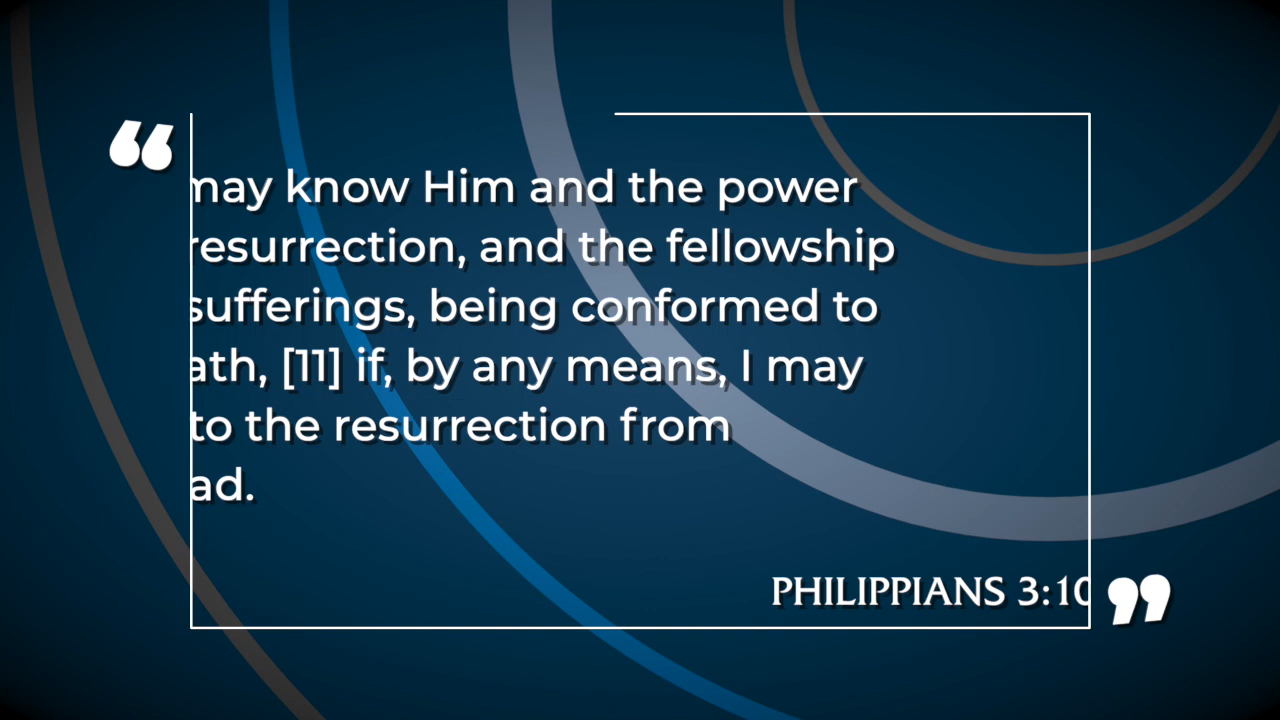 may know Him and the power
resurrection, and the fellowship
sufferings, being conformed to
ath, [11] if, by any means, I may
to the resurrection from
ad.
PHILIPPIANS 3:10